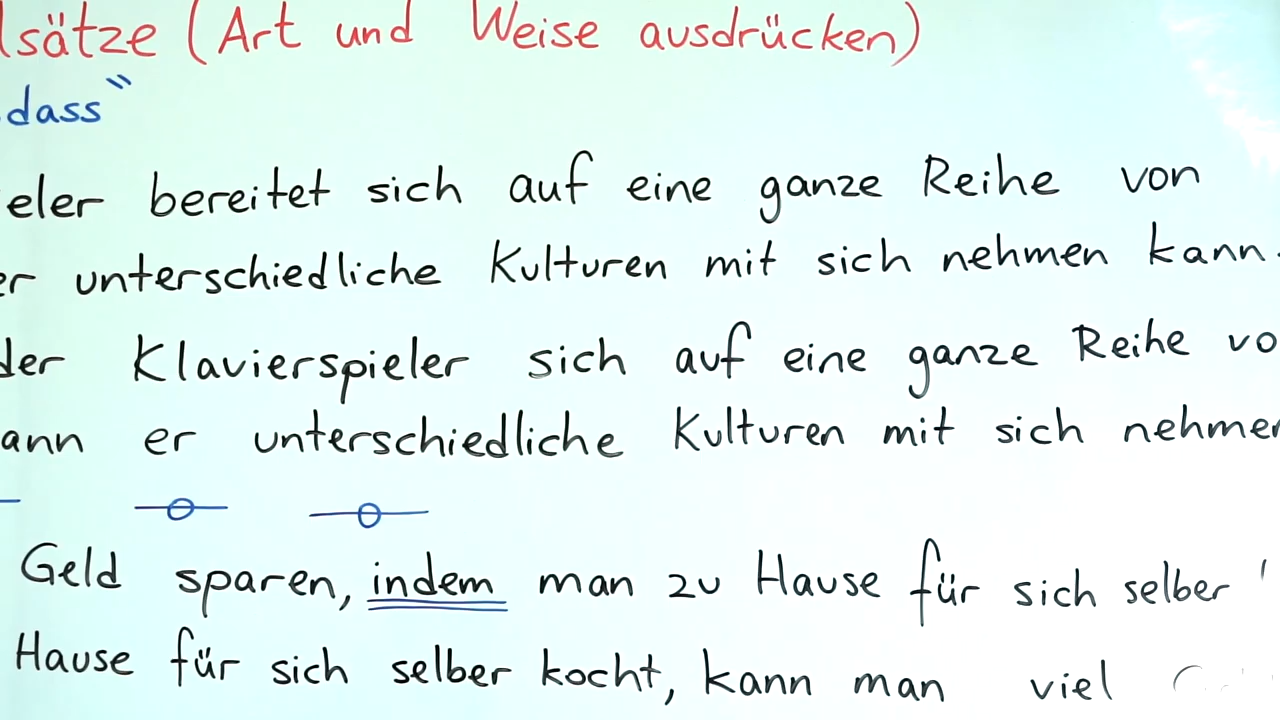 lsätze (Art und Weise ausdrücken)
dass"
eler bereitet sich auf eine ganze Reihe von
er unterschiedliche Kulturen mit sich nehmen kann.
der Klavierspieler sich auf eine ganze Reihe vo
ann er unterschiedliche Kulturen mit sich nehmen
Geld sparen, indem man zu Hause für sich selber
Hause für sich selber kocht, kann man viel